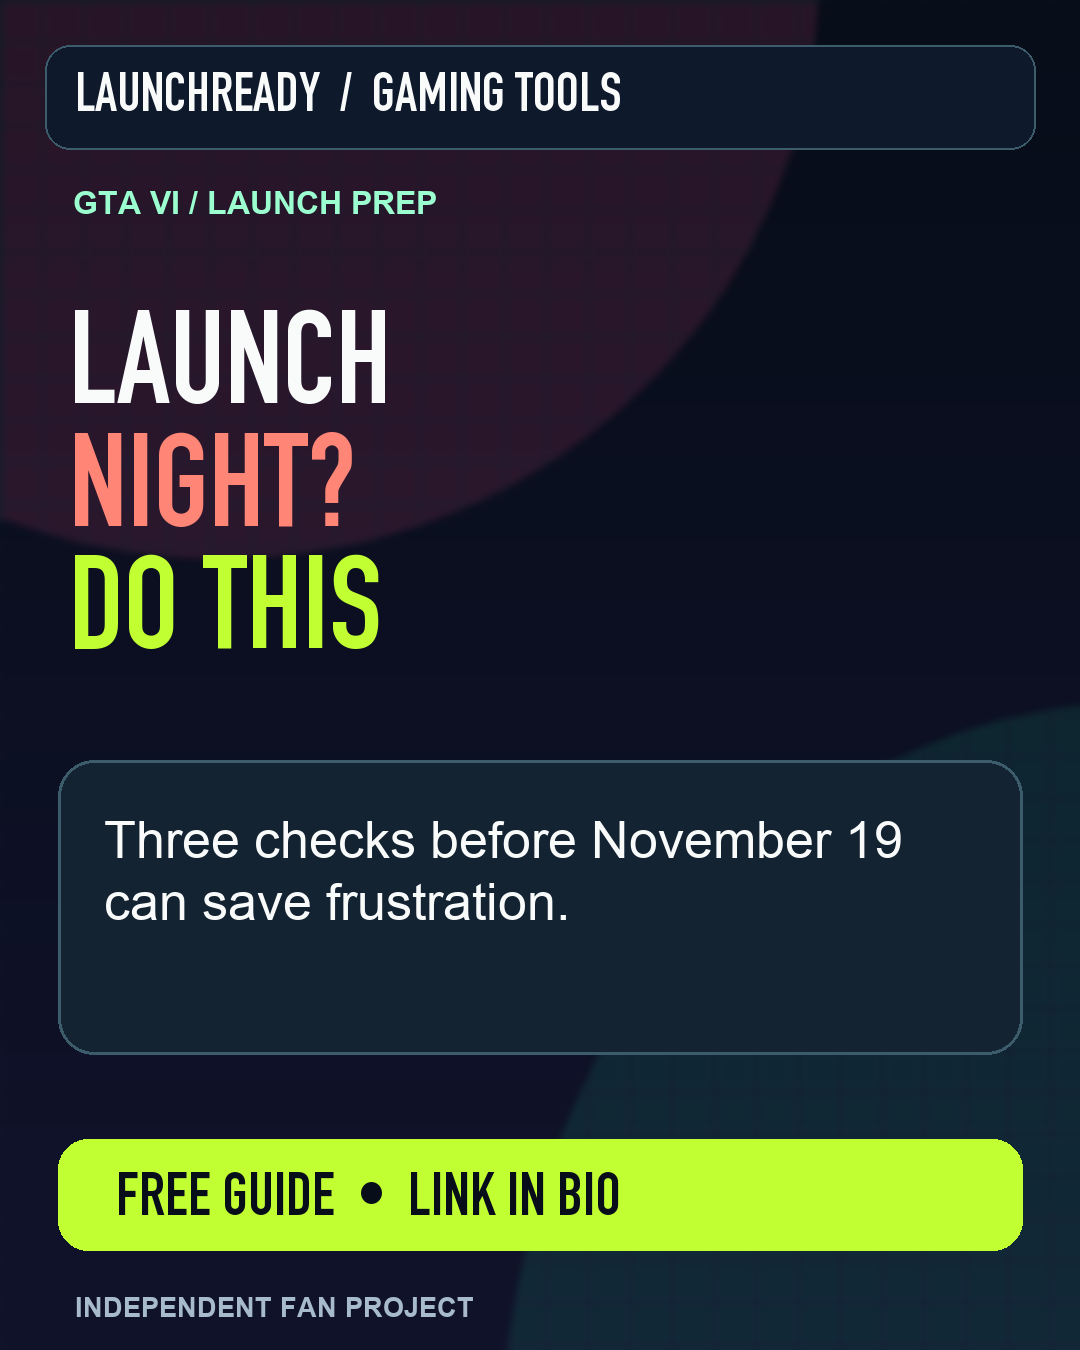 LAUNCHREADY / GAMING TOOLS
GTA VI / LAUNCH PREP
LAUNCH
NIGHT?
DO THIS
Three checks before November 19
can save frustration.
FREE GUIDE • LINK IN BIO
INDEPENDENT FAN PROJECT